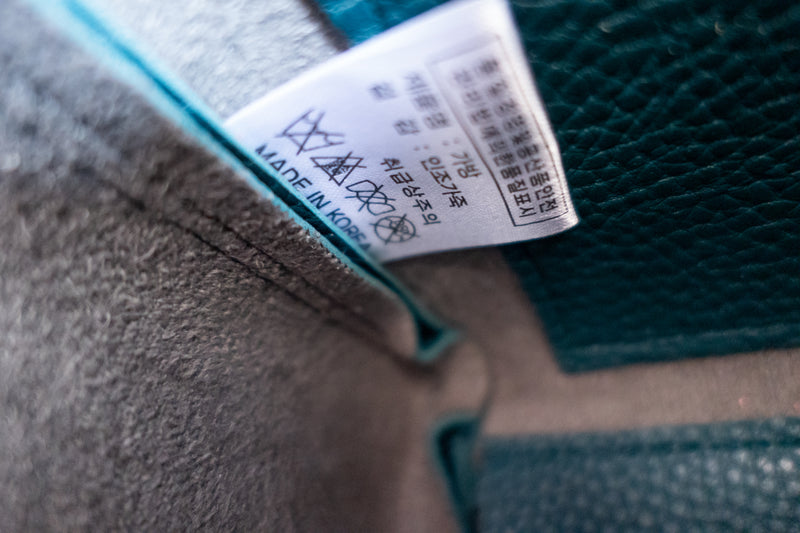 품질경영및공산품안전
관리법에의한품질표시
제품명 : 가방
겉 감 : 인조가죽
취급상주의
MADE IN KOREA